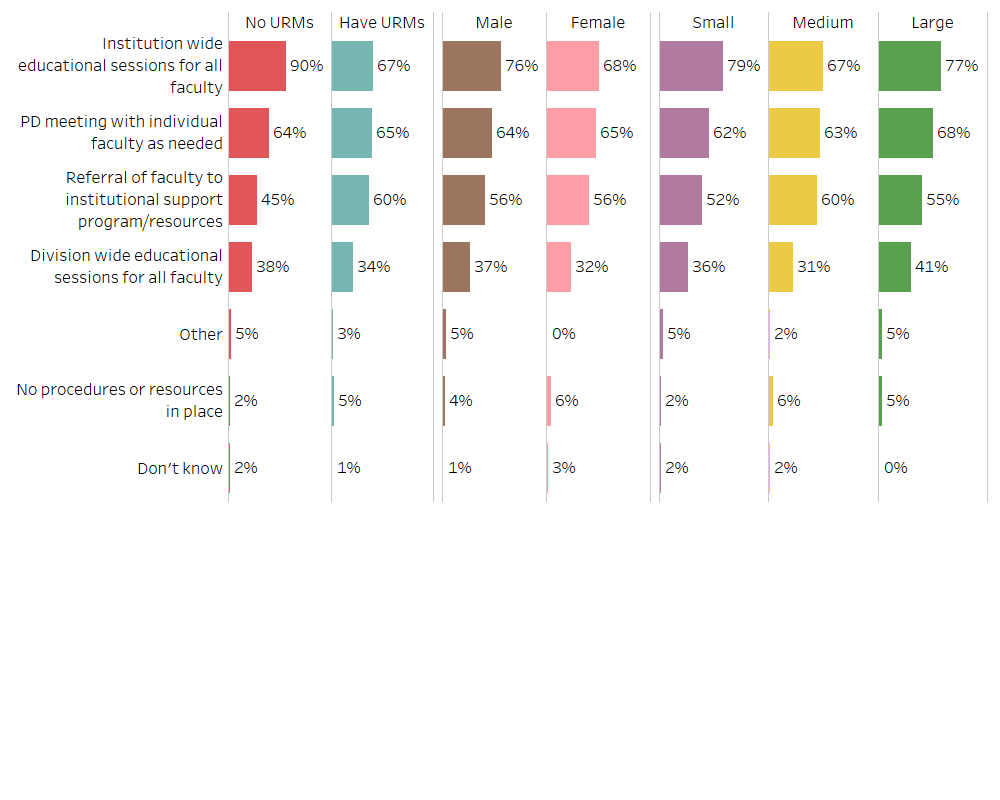 No URMs Have URMs Male Female Small Medium Large
Institution wide
educational sessions for all
faculty
90% 67% 76% 68% 79% 67% 77%
PD meeting with individual
faculty as needed
64% 65% 64% 65% 62% 63% 68%
Referral of faculty to
institutional support
program/resources
45% 60% 56% 56% 52% 60% 55%
Division wide educational
sessions for all faculty
38% 34% 37% 32% 36% 31% 41%
Other 5% 3% 5% 0% 5% 2% 5%
No procedures or resources
in place
2% 5% 4% 6% 2% 6% 5%
Don't know 2% 1% 1% 3% 2% 2% 0%